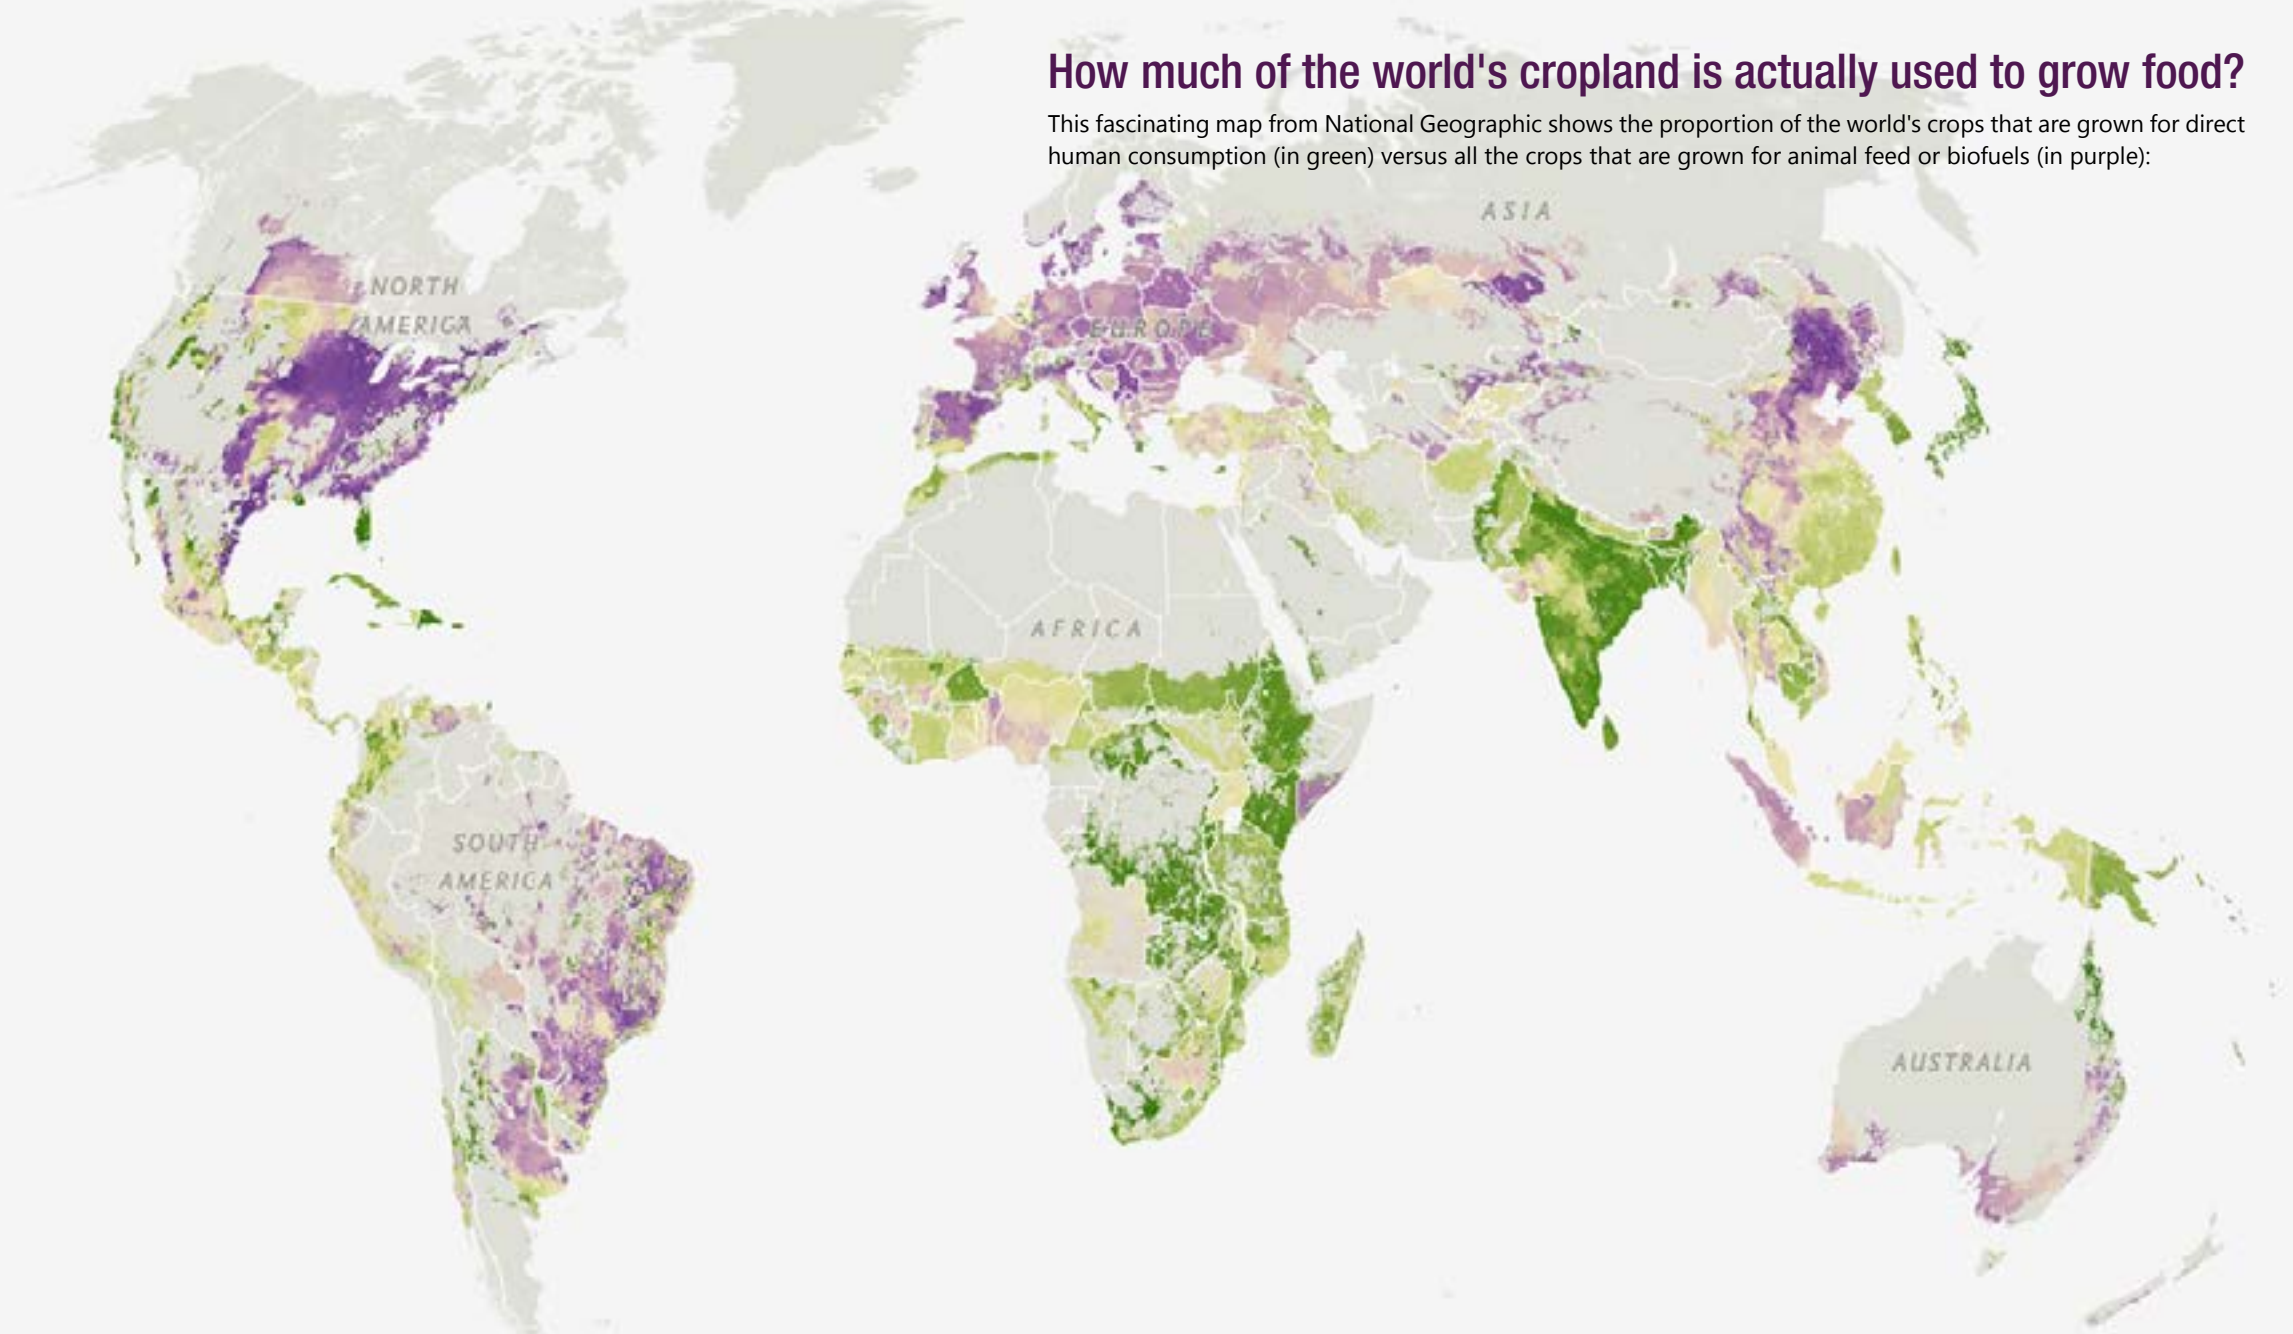 How much of the world's cropland is actually used to grow food?
This fascinating map from National Geographic shows the proportion of the world's crops that are grown for direct
human consumption (in green) versus all the crops that are grown for animal feed or biofuels (in purple):
ASIA
NORTH
AMERICA
EUROPE
AFRICA
SOUTH
AMERICA
AUSTRALIA